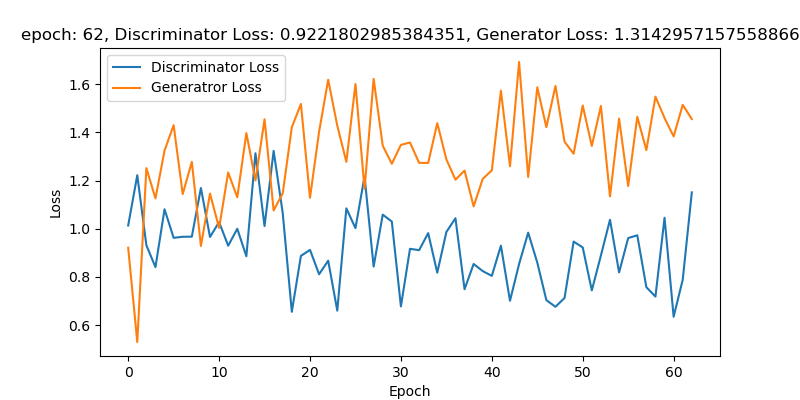 epoch: 62, Discriminator Loss: 0.9221802985384351, Generator Loss: 1.3142957157558866
Discriminator Loss
Generatror Loss
1.6
1.4
1.2
1.0
0.8
0.6
Loss
0
10
20
30
40
50
60
Epoch